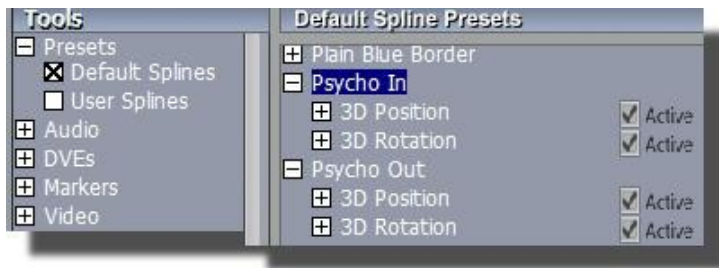 Tools
Presets
Default Splines
User Splines
Audio
DVEs
Markers
Video
Default Spline Presets
Plain Blue Border
Psycho In
3D Position Active
3D Rotation Active
Psycho Out
3D Position Active
3D Rotation Active